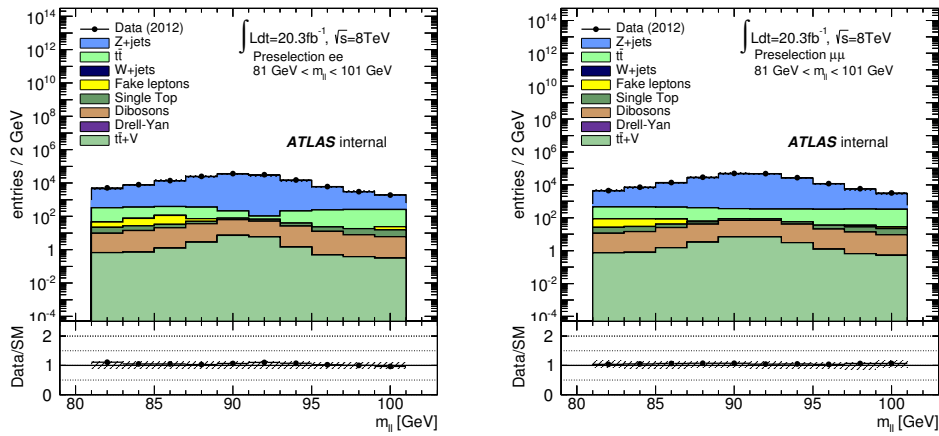 Data (2012)
Z+jets
tt̄
W+jets
Fake leptons
Single Top
Dibosons
Drell-Yan
tt̄+V
∫ Ldt=20.3fb⁻¹, √s=8TeV
Preselection ee
81 GeV < mₗₗ < 101 GeV
ATLAS internal
entries / 2 GeV
10¹⁴
10¹²
10¹⁰
10⁸
10⁶
10⁴
10²
1
10⁻²
10⁻⁴
Data/SM
2
1
0
80 85 90 95 100
mₗₗ [GeV]
Data (2012)
Z+jets
tt̄
W+jets
Fake leptons
Single Top
Dibosons
Drell-Yan
tt̄+V
∫ Ldt=20.3fb⁻¹, √s=8TeV
Preselection μμ
81 GeV < mₗₗ < 101 GeV
ATLAS internal
entries / 2 GeV
10¹⁴
10¹²
10¹⁰
10⁸
10⁶
10⁴
10²
1
10⁻²
10⁻⁴
Data/SM
2
1
0
80 85 90 95 100
mₗₗ [GeV]